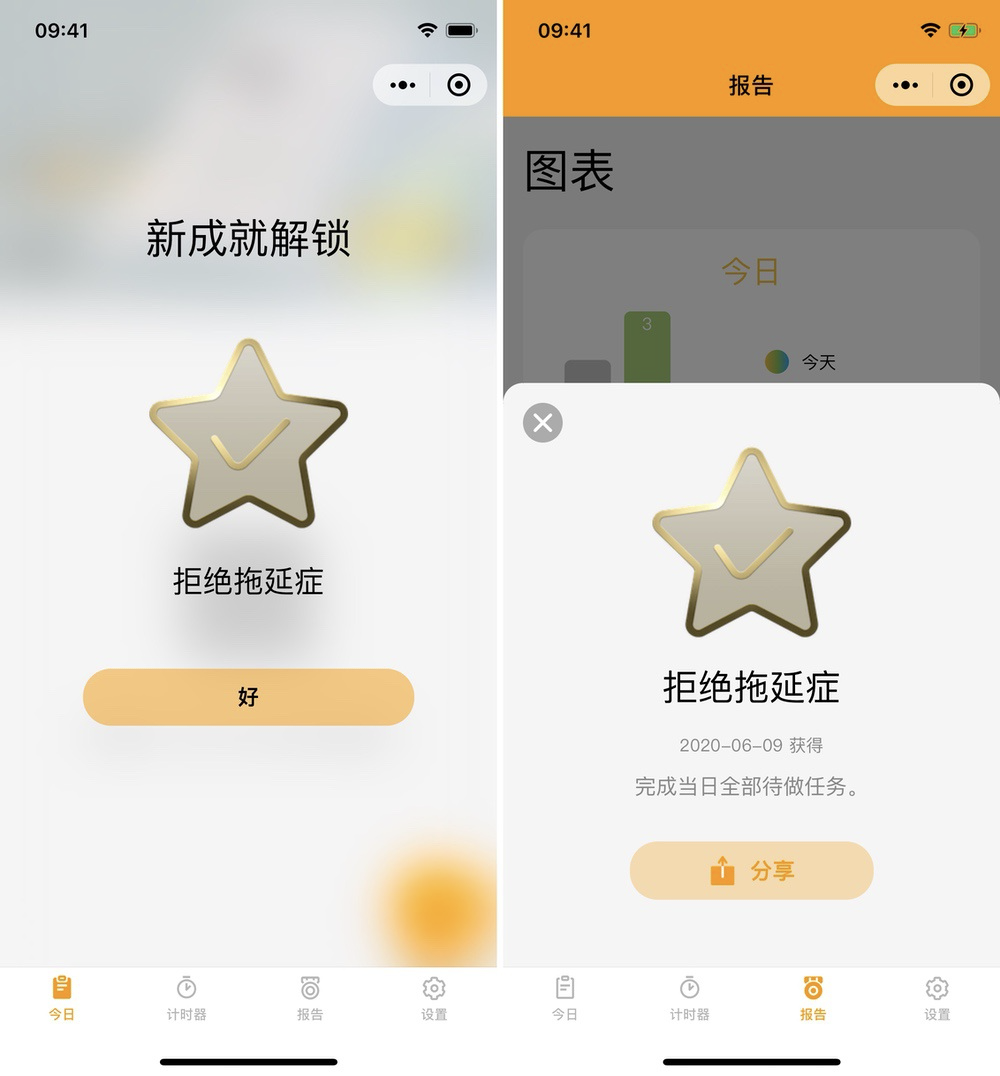 09:41
新成就解锁
拒绝拖延症
好
今日
计时器
报告
设置
09:41
报告
图表
今日
3
今天
拒绝拖延症
2020-06-09 获得
完成当日全部待做任务。
分享
今日
计时器
报告
设置